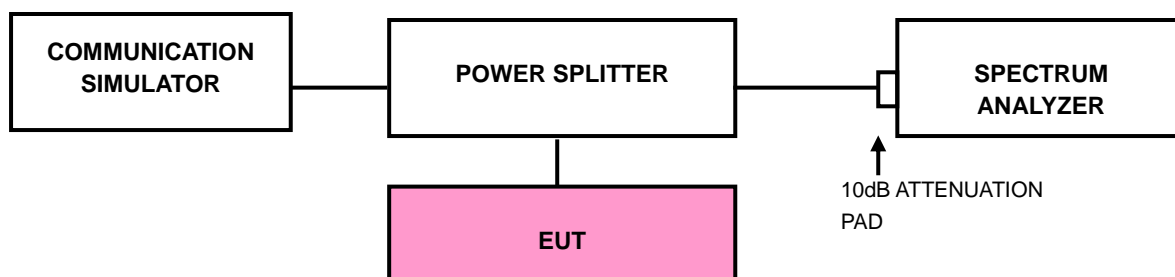 COMMUNICATION
SIMULATOR
POWER SPLITTER
SPECTRUM
ANALYZER
10dB ATTENUATION
PAD
EUT